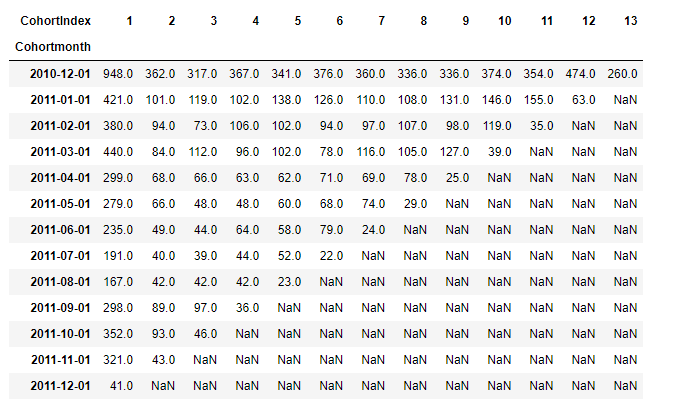 CohortIndex 1 2 3 4 5 6 7 8 9 10 11 12 13
Cohortmonth
2010-12-01 948.0 362.0 317.0 367.0 341.0 376.0 360.0 336.0 336.0 374.0 354.0 474.0 260.0
2011-01-01 421.0 101.0 119.0 102.0 138.0 126.0 110.0 108.0 131.0 146.0 155.0 63.0 NaN
2011-02-01 380.0 94.0 73.0 106.0 102.0 94.0 97.0 107.0 98.0 119.0 35.0 NaN NaN
2011-03-01 440.0 84.0 112.0 96.0 102.0 78.0 116.0 105.0 127.0 39.0 NaN NaN NaN
2011-04-01 299.0 68.0 66.0 63.0 62.0 71.0 69.0 78.0 25.0 NaN NaN NaN NaN
2011-05-01 279.0 66.0 48.0 48.0 60.0 68.0 74.0 29.0 NaN NaN NaN NaN NaN
2011-06-01 235.0 49.0 44.0 64.0 58.0 79.0 24.0 NaN NaN NaN NaN NaN NaN
2011-07-01 191.0 40.0 39.0 44.0 52.0 22.0 NaN NaN NaN NaN NaN NaN NaN
2011-08-01 167.0 42.0 42.0 42.0 23.0 NaN NaN NaN NaN NaN NaN NaN NaN
2011-09-01 298.0 89.0 97.0 36.0 NaN NaN NaN NaN NaN NaN NaN NaN NaN
2011-10-01 352.0 93.0 46.0 NaN NaN NaN NaN NaN NaN NaN NaN NaN NaN
2011-11-01 321.0 43.0 NaN NaN NaN NaN NaN NaN NaN NaN NaN NaN NaN
2011-12-01 41.0 NaN NaN NaN NaN NaN NaN NaN NaN NaN NaN NaN NaN